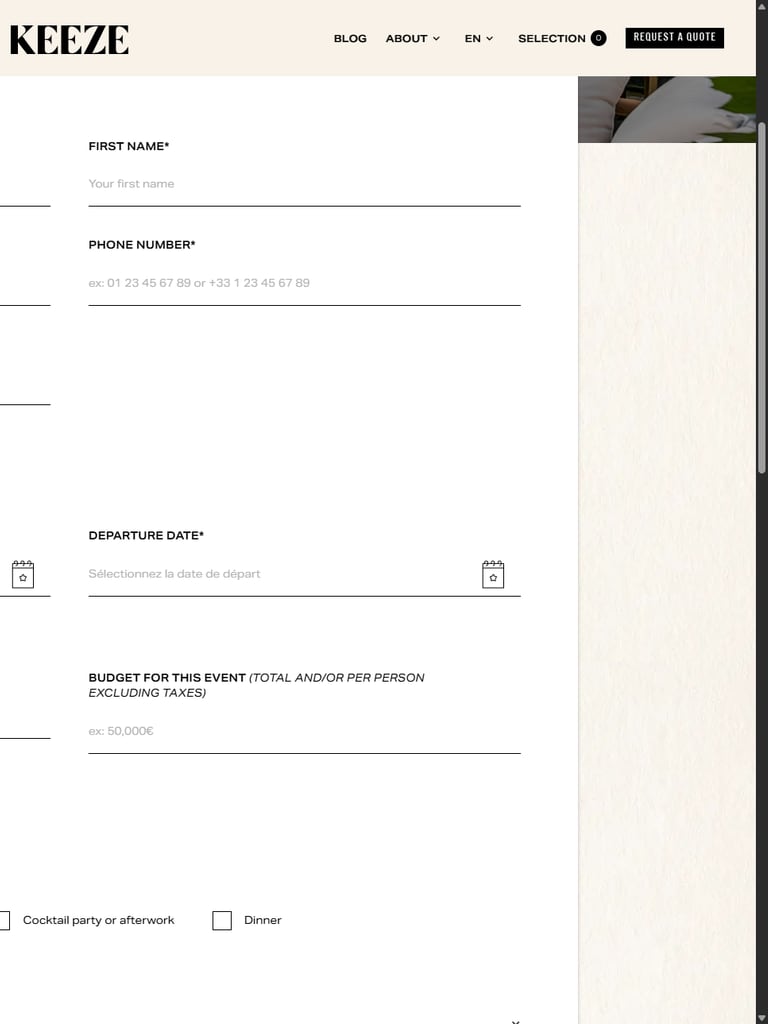 KEEZE
BLOG ABOUT EN SELECTION 0 REQUEST A QUOTE
FIRST NAME*
Your first name
PHONE NUMBER*
ex: 01 23 45 67 89 or +33 1 23 45 67 89
DEPARTURE DATE*
Sélectionnez la date de départ
BUDGET FOR THIS EVENT (TOTAL AND/OR PER PERSON
EXCLUDING TAXES)
ex: 50,000€
Cocktail party or afterwork Dinner